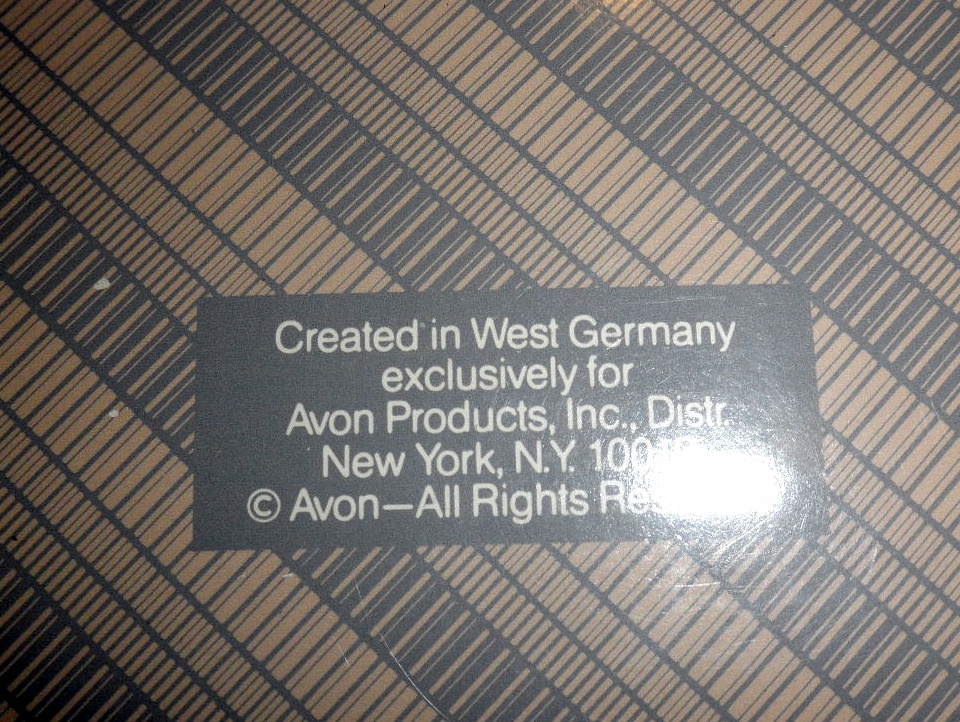 Created in West Germany
exclusively for
Avon Products, Inc., Distr.
New York, N.Y.
© Avon—All Rights